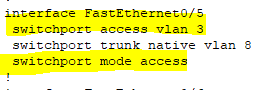 interface FastEthernet0/5
switchport access vlan 3
switchport trunk native vlan 8
switchport mode access
!